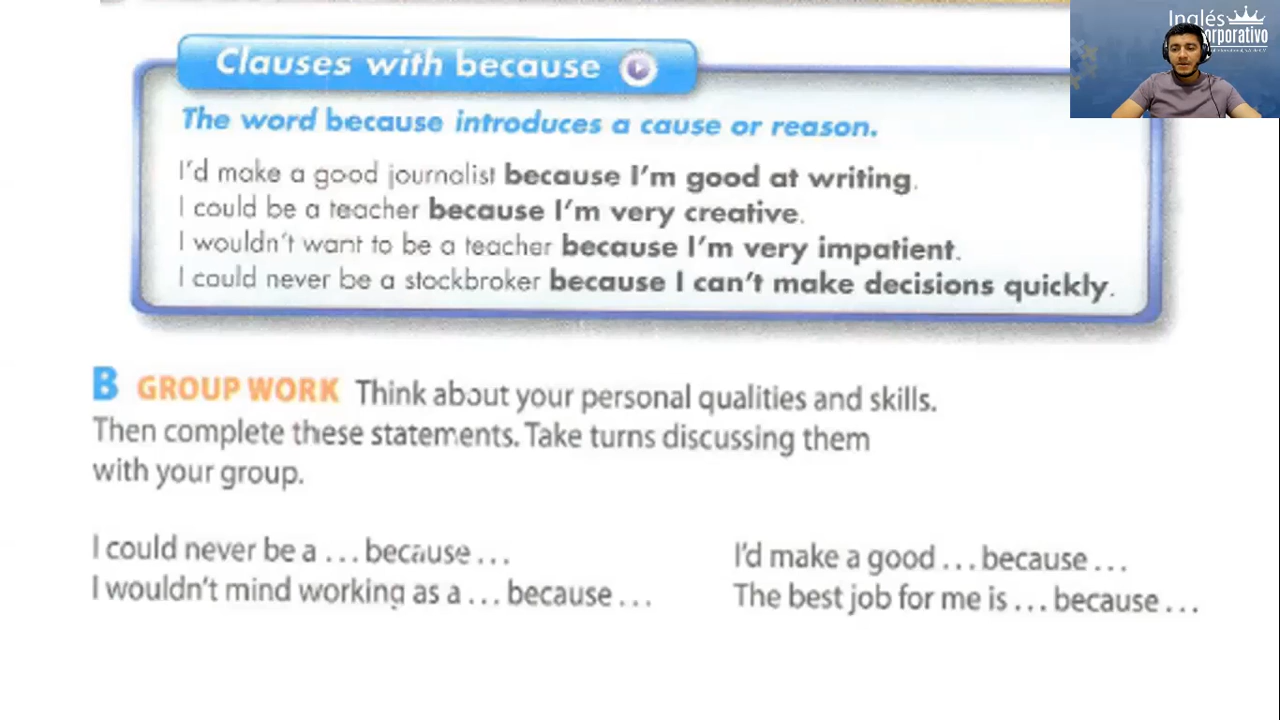 Inglés
Corporativo
Clauses with because
The word because introduces a cause or reason.
I'd make a good journalist because I'm good at writing.
I could be a teacher because I'm very creative.
I wouldn't want to be a teacher because I'm very impatient.
I could never be a stockbroker because I can't make decisions quickly.
B GROUP WORK Think about your personal qualities and skills.
Then complete these statements. Take turns discussing them
with your group.
I could never be a ... because ...
I wouldn't mind working as a ... because ...
I'd make a good ... because ...
The best job for me is ... because ...